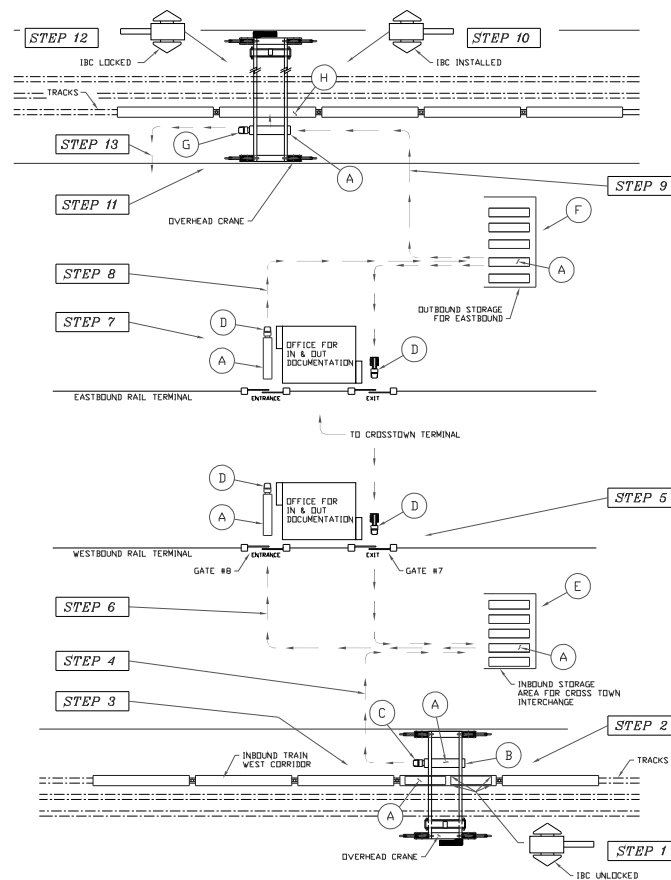 STEP 12
STEP 10
IBC LOCKED
IBC INSTALLED
H
TRACKS
G
STEP 13
A
STEP 9
STEP 11
OVERHEAD CRANE
F
STEP 8
A
OUTBOUND STORAGE
FOR EASTBOUND
STEP 7
D
OFFICE FOR
IN & OUT
DOCUMENTATION
D
A
EASTBOUND RAIL TERMINAL
ENTRANCE
EXIT
TO CROSSTOWN TERMINAL
D
OFFICE FOR
IN & OUT
DOCUMENTATION
STEP 5
A
D
WESTBOUND RAIL TERMINAL
ENTRANCE
EXIT
GATE #8
GATE #7
E
STEP 6
A
STEP 4
INBOUND STORAGE
AREA FOR CROSS TOWN
INTERCHANGE
STEP 3
A
C
STEP 2
B
INBOUND TRAIN
WEST CORRIDOR
TRACKS
A
STEP 1
OVERHEAD CRANE
IBC UNLOCKED